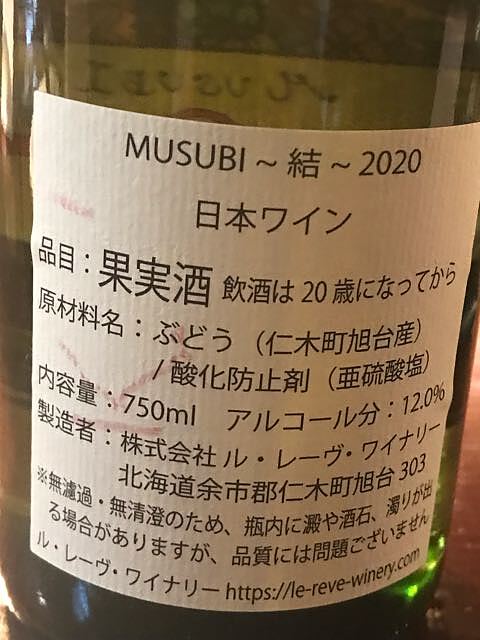 MUSUBI ~ 結 ~ 2020
日本ワイン
品目：果実酒 飲酒は 20 歳になってから
原材料名：ぶどう（仁木町旭台産）
/ 酸化防止剤（亜硫酸塩）
内容量：750ml アルコール分：12.0%
製造者：株式会社 ル・レーヴ・ワイナリー
北海道余市郡仁木町旭台 303
※無濾過・無清澄のため、瓶内に澱や酒石、濁りが出
る場合がありますが、品質には問題ございません
ル・レーヴ・ワイナリー https://le-reve-winery.com